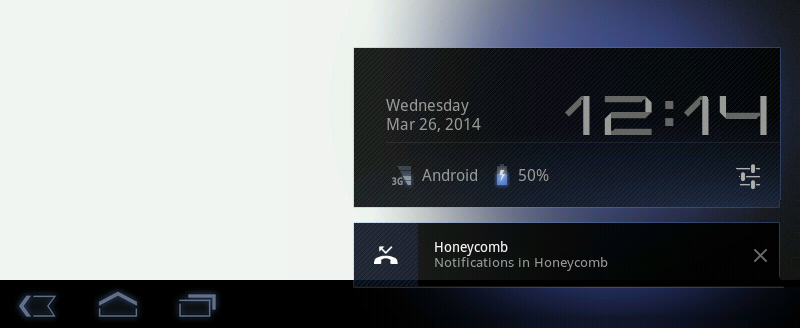 Wednesday
Mar 26, 2014
12:14
3G Android 50%
Honeycomb
Notifications in Honeycomb